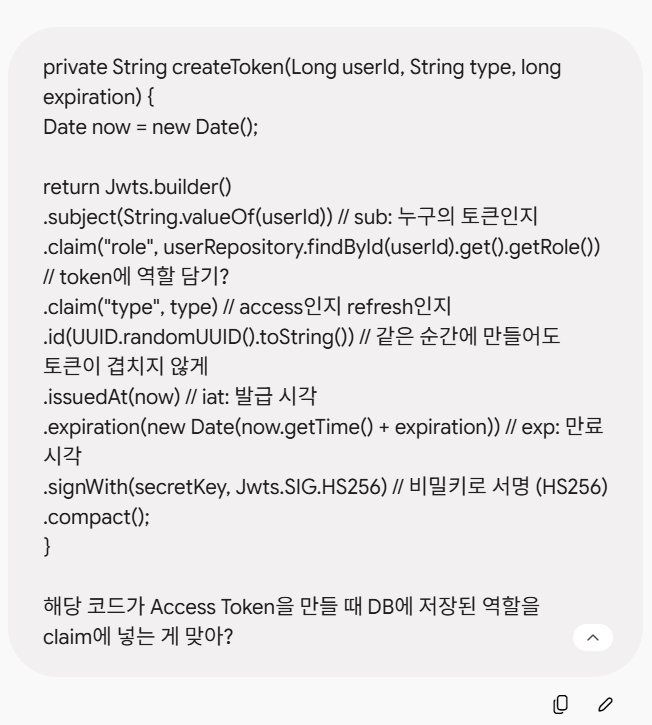 private String createToken(Long userId, String type, long
expiration) {
Date now = new Date();
return Jwts.builder()
.subject(String.valueOf(userId)) // sub: 누구의 토큰인지
.claim("role", userRepository.findById(userId).get().getRole())
// token에 역할 담기?
.claim("type", type) // access인지 refresh인지
.id(UUID.randomUUID().toString()) // 같은 순간에 만들어도
토큰이 겹치지 않게
.issuedAt(now) // iat: 발급 시각
.expiration(new Date(now.getTime() + expiration)) // exp: 만료
시각
.signWith(secretKey, Jwts.SIG.HS256) // 비밀키로 서명 (HS256)
.compact();
}
해당 코드가 Access Token을 만들 때 DB에 저장된 역할을
claim에 넣는 게 맞아?